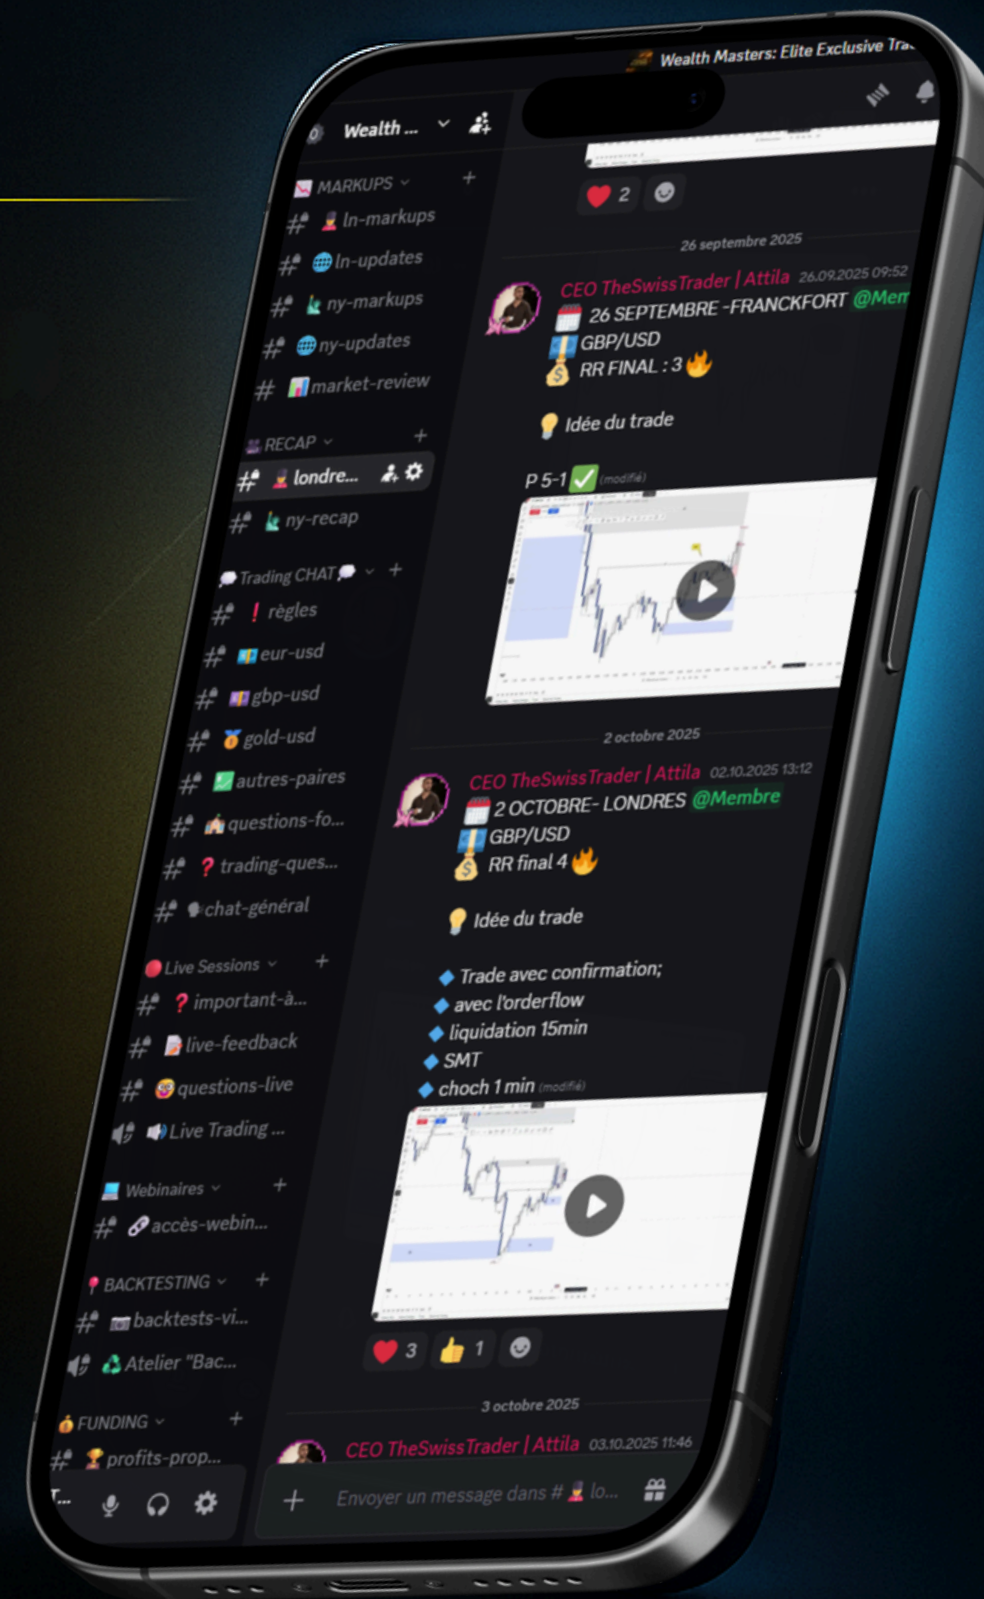 Wealth Masters: Elite Exclusive Tra...
Wealth ...
MARKUPS
ln-markups
ln-updates
ny-markups
ny-updates
market-review
RECAP
londre...
ny-recap
Trading CHAT
règles
eur-usd
gbp-usd
gold-usd
autres-paires
questions-fo...
trading-ques...
chat-général
Live Sessions
important-à...
live-feedback
questions-live
Live Trading ...
Webinaires
accès-webin...
BACKTESTING
backtests-vi...
Atelier "Bac...
FUNDING
profits-prop...
T...
2
26 septembre 2025
CEO TheSwissTrader | Attila 26.09.2025 09:52
26 SEPTEMBRE -FRANCKFORT @Mem
GBP/USD
RR FINAL : 3
Idée du trade
P 5-1 (modifié)
2 octobre 2025
CEO TheSwissTrader | Attila 02.10.2025 13:12
2 OCTOBRE- LONDRES @Membre
GBP/USD
RR final 4
Idée du trade
Trade avec confirmation;
avec l'orderflow
liquidation 15min
SMT
choch 1 min (modifié)
3 1
3 octobre 2025
CEO TheSwissTrader | Attila 03.10.2025 11:46
Envoyer un message dans # lo...